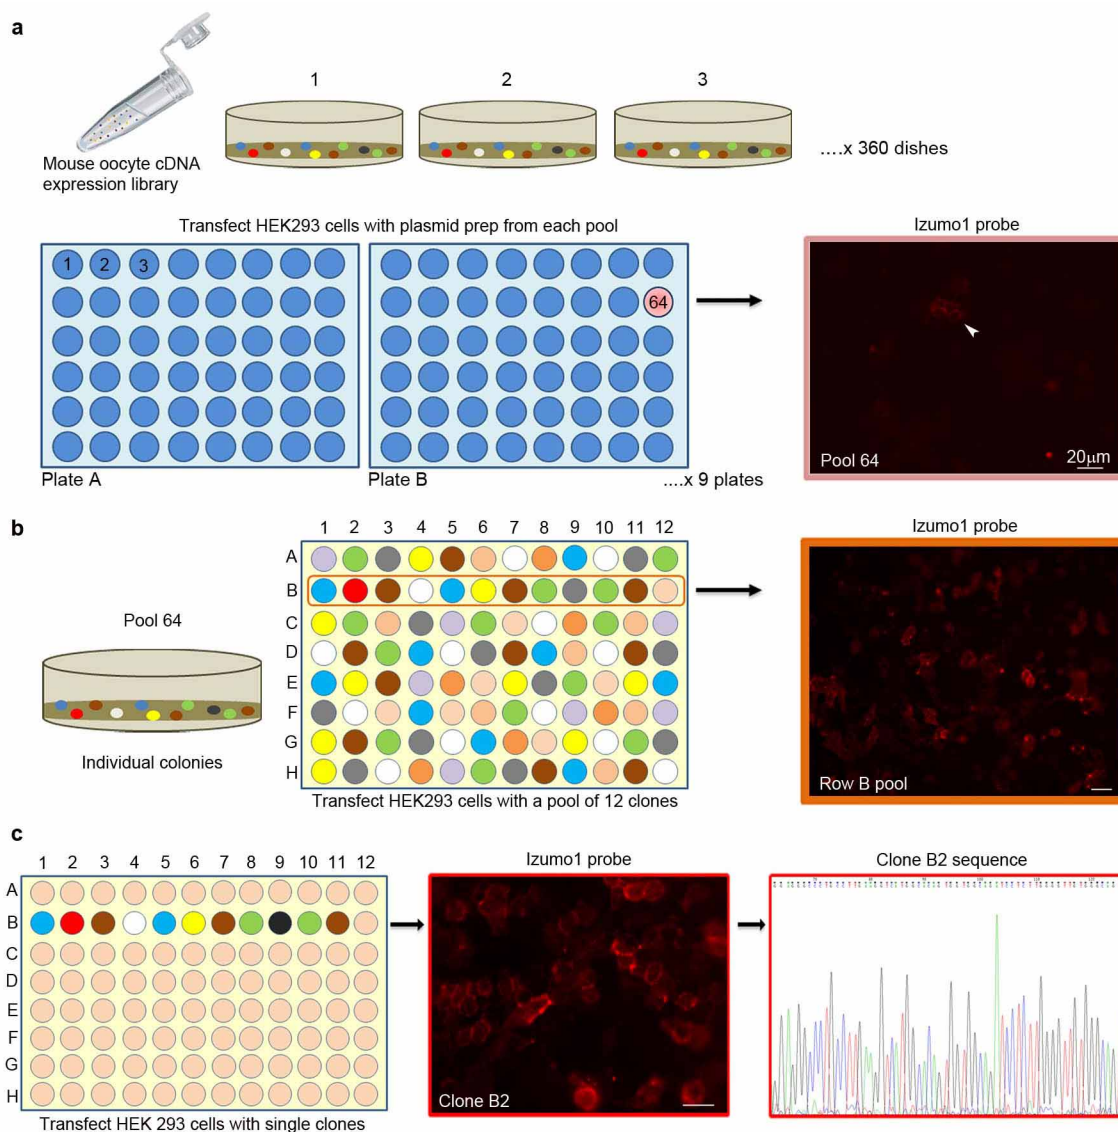 a
1 2 3
Mouse oocyte cDNA
expression library
....x 360 dishes
Transfect HEK293 cells with plasmid prep from each pool
Izumo1 probe
1 2 3
64
Pool 64
20μm
Plate A
Plate B
....x 9 plates
b
1 2 3 4 5 6 7 8 9 10 11 12
Izumo1 probe
A
B
C
D
E
F
G
H
Pool 64
Individual colonies
Row B pool
Transfect HEK293 cells with a pool of 12 clones
c
1 2 3 4 5 6 7 8 9 10 11 12
Izumo1 probe
Clone B2 sequence
A
B
C
D
E
F
G
H
Clone B2
Transfect HEK 293 cells with single clones